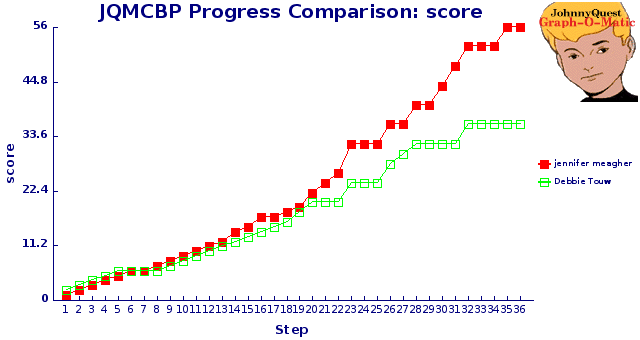 JQMCBP Progress Comparison: score
JohnnyQuest
Graph-O-Matic
56
44.8
33.6
22.4
11.2
0
score
jennifer meagher
Debbie Touw
1 2 3 4 5 6 7 8 9 10 11 12 13 14 15 16 17 18 19 20 21 22 23 24 25 26 27 28 29 30 31 32 33 34 35 36
Step